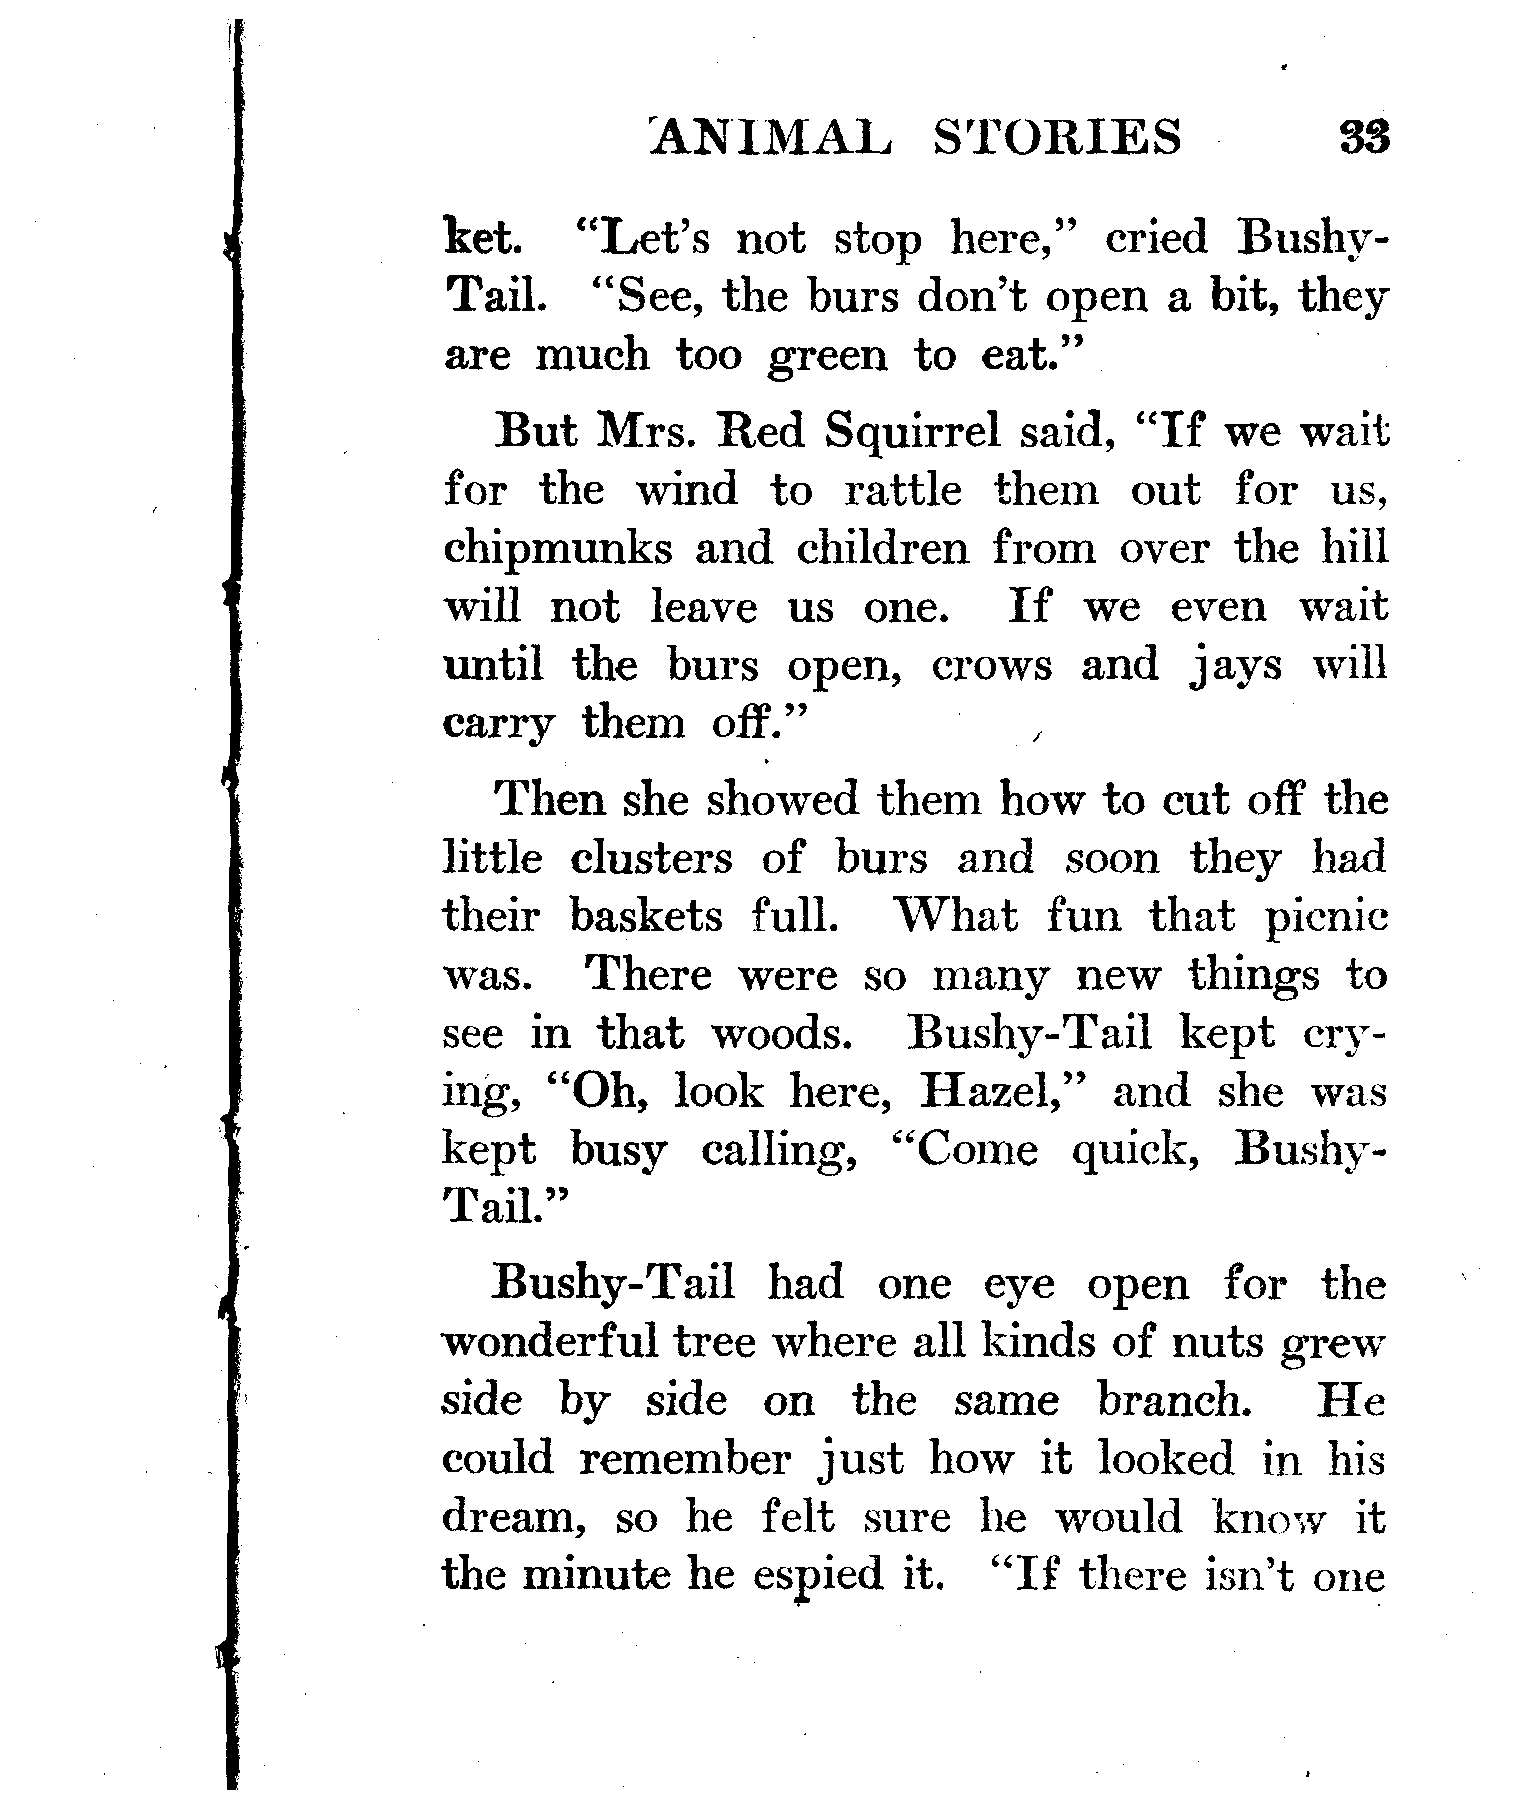 ANIMAL STORIES 33
ket. "Let's not stop here," cried Bushy-
Tail. "See, the burs don't open a bit, they
are much too green to eat."
But Mrs. Red Squirrel said, "If we wait
for the wind to rattle them out for us,
chipmunks and children from over the hill
will not leave us one. If we even wait
until the burs open, crows and jays will
carry them off."
Then she showed them how to cut off the
little clusters of burs and soon they had
their baskets full. What fun that picnic
was. There were so many new things to
see in that woods. Bushy-Tail kept cry-
ing, "Oh, look here, Hazel," and she was
kept busy calling, "Come quick, Bushy-
Tail."
Bushy-Tail had one eye open for the
wonderful tree where all kinds of nuts grew
side by side on the same branch. He
could remember just how it looked in his
dream, so he felt sure he would know it
the minute he espied it. "If there isn't one